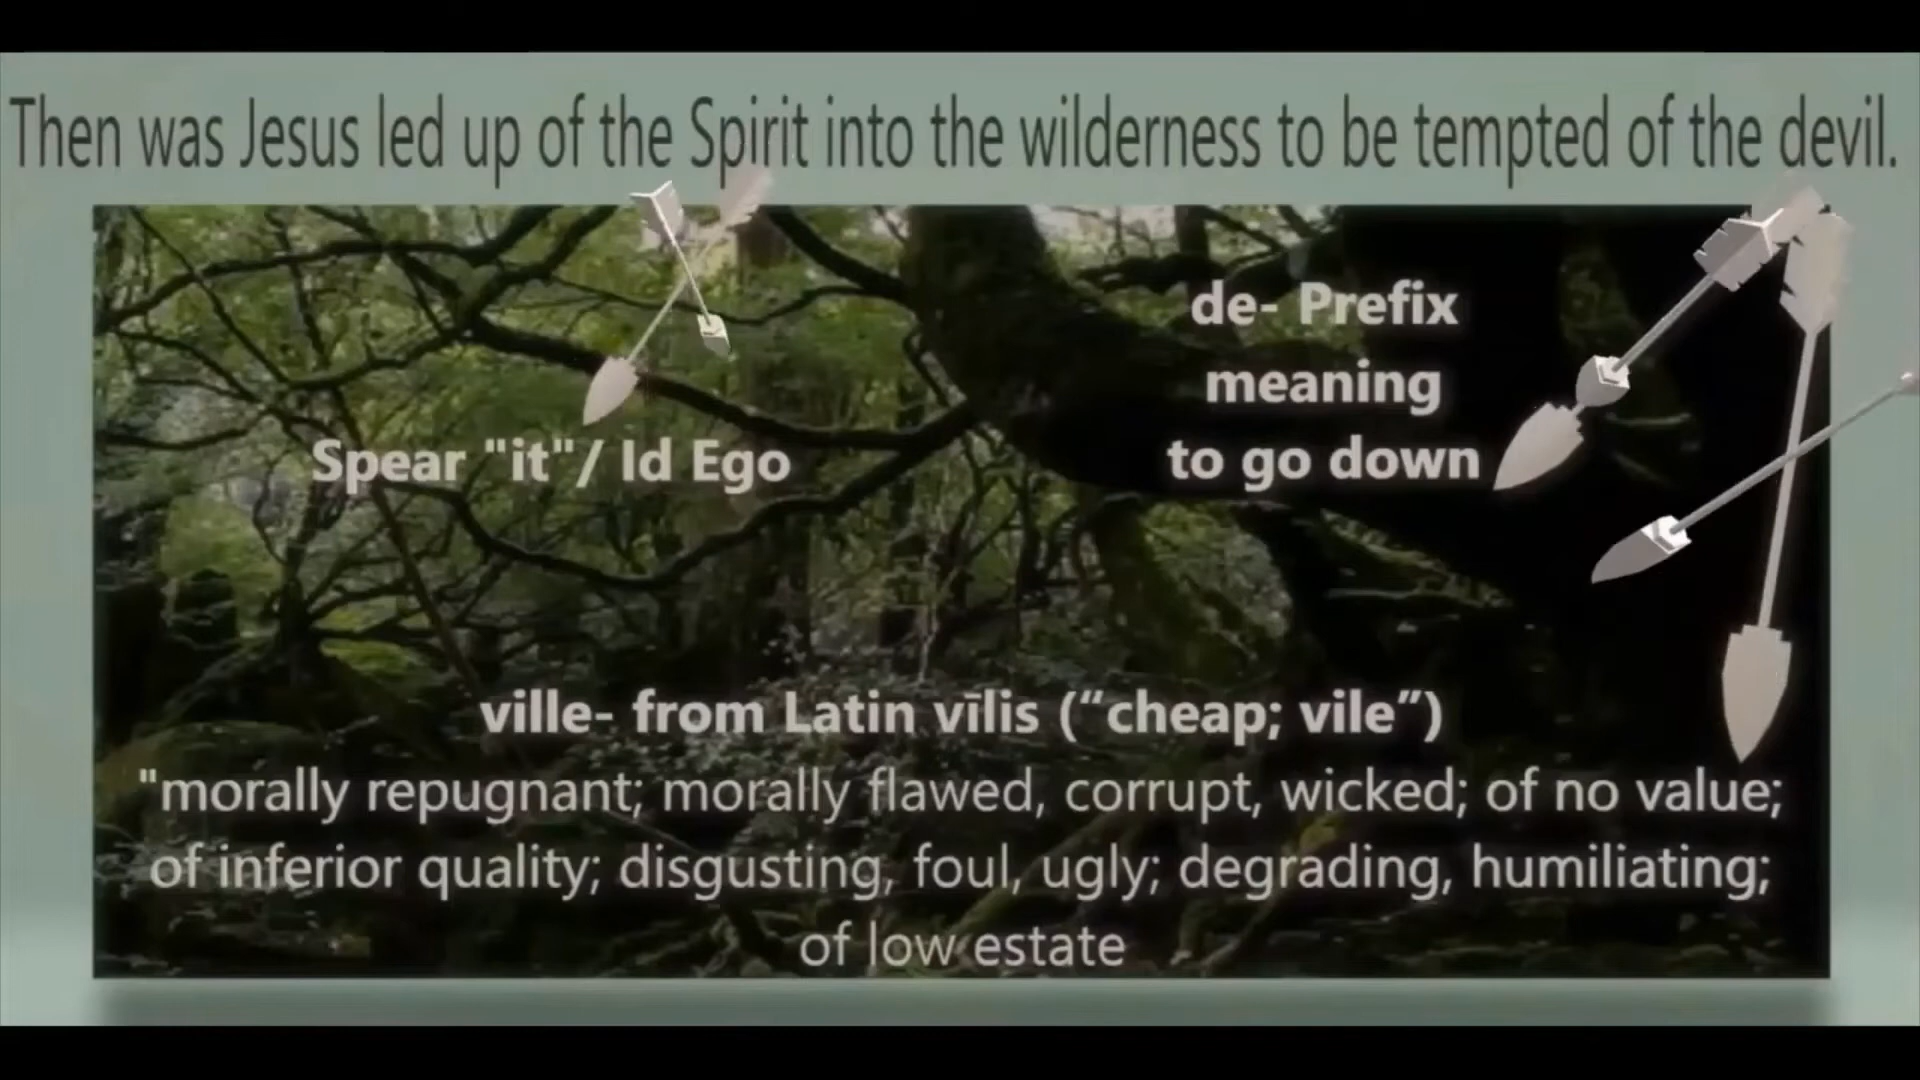 Then was Jesus led up of the Spirit into the wilderness to be tempted of the devil.
de- Prefix
meaning
to go down
Spear "it"/ Id Ego
ville- from Latin vīlis (“cheap; vile”)
"morally repugnant; morally flawed, corrupt, wicked; of no value;
of inferior quality; disgusting, foul, ugly; degrading, humiliating;
of low estate